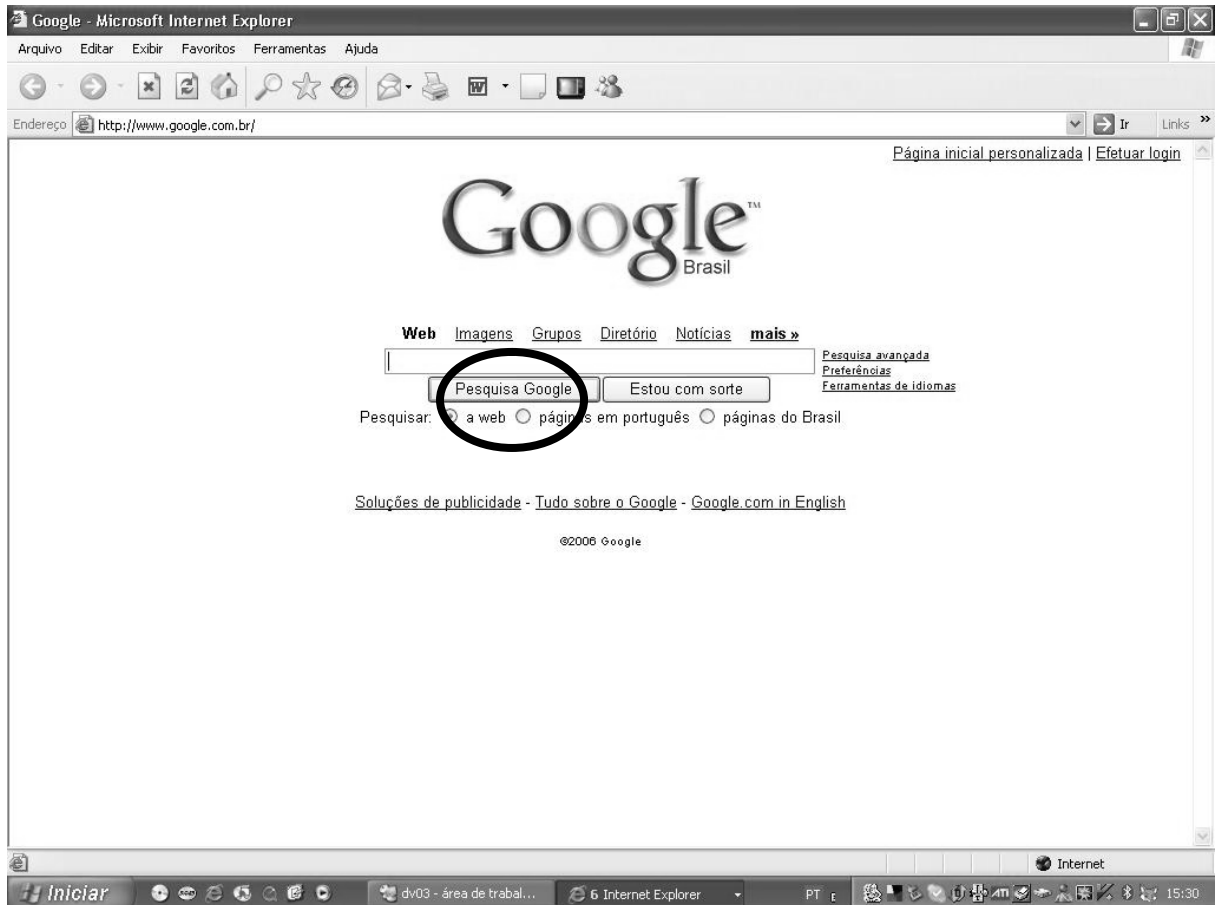 Google - Microsoft Internet Explorer
Arquivo Editar Exibir Favoritos Ferramentas Ajuda
Endereço http://www.google.com.br/ Ir Links »
Página inicial personalizada | Efetuar login
Google™
Brasil
Web Imagens Grupos Diretório Notícias mais »
Pesquisa avançada
Preferências
Ferramentas de idiomas
Pesquisa Google Estou com sorte
Pesquisar: a web páginas em português páginas do Brasil
Soluções de publicidade - Tudo sobre o Google - Google.com in English
©2006 Google
Internet
Iniciar dv03 - área de trabal... 6 Internet Explorer PT 15:30